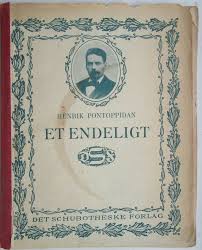 HENRIK PONTOPPIDAN
ET ENDELIGT
DET SCHUBOTHESKE FORLAG